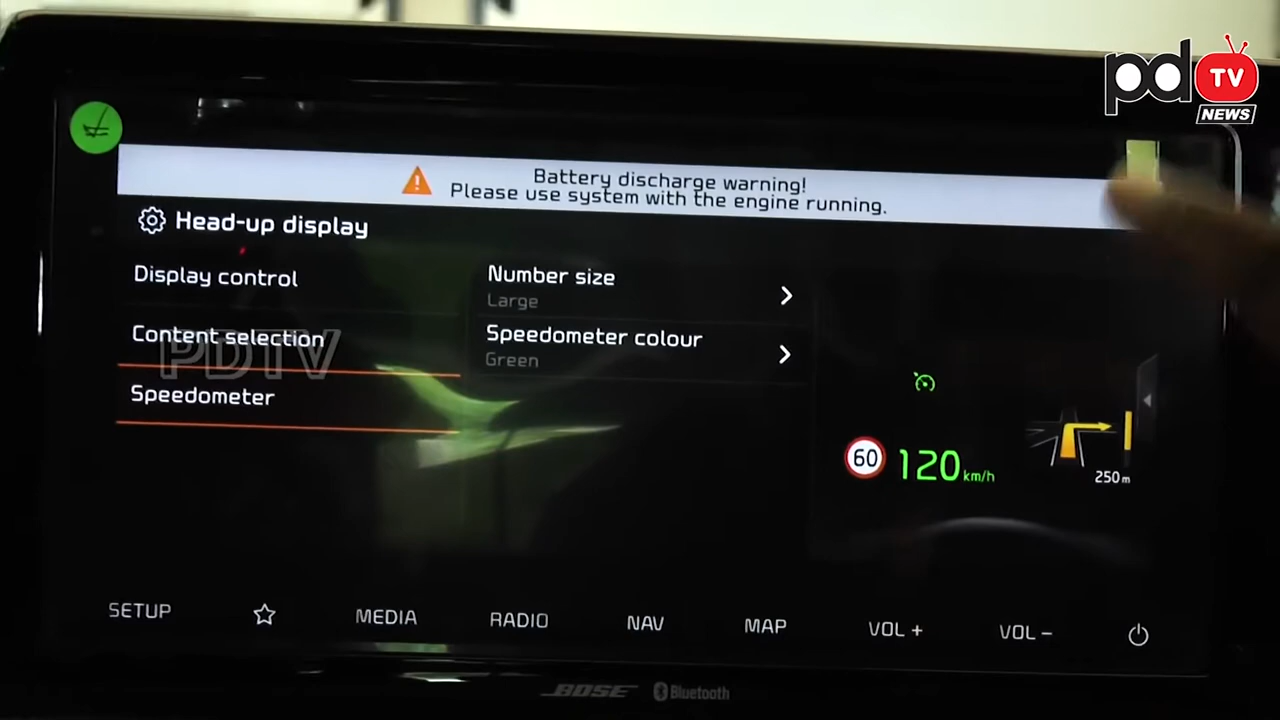 pd TV
NEWS
Battery discharge warning!
Please use system with the engine running.
Head-up display
Display control
Number size
Large
Content selection
PDTV
Speedometer colour
Green
Speedometer
60
120 km/h
250 m
SETUP
MEDIA
RADIO
NAV
MAP
VOL +
VOL −
BOSE
Bluetooth